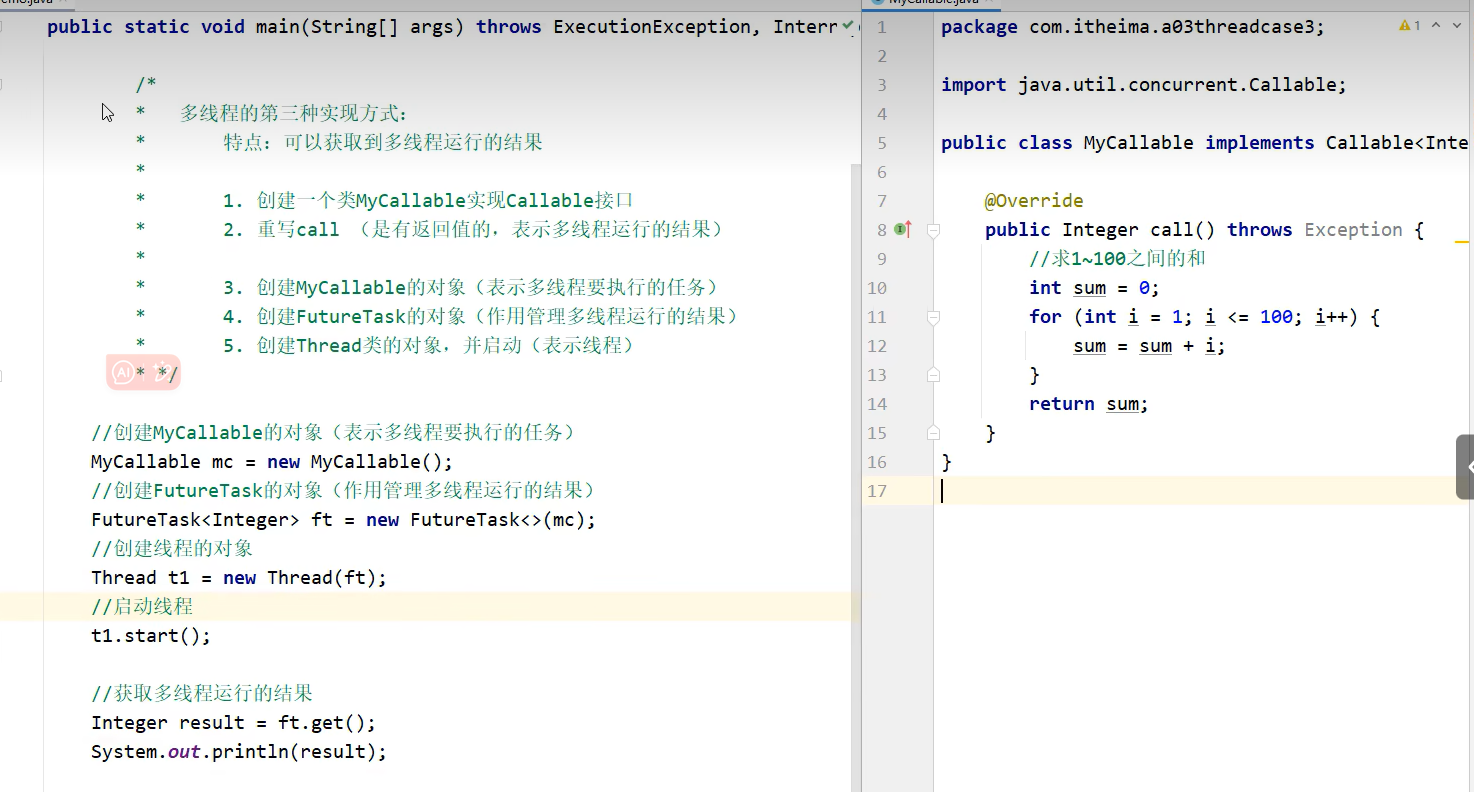 public static void main(String[] args) throws ExecutionException, Interr
/*
* 多线程的第三种实现方式:
* 特点: 可以获取到多线程运行的结果
*
* 1. 创建一个类MyCallable实现Callable接口
* 2. 重写call （是有返回值的，表示多线程运行的结果）
*
* 3. 创建MyCallable的对象（表示多线程要执行的任务）
* 4. 创建FutureTask的对象（作用管理多线程运行的结果）
* 5. 创建Thread类的对象，并启动（表示线程）
AI
* */
//创建MyCallable的对象（表示多线程要执行的任务）
MyCallable mc = new MyCallable();
//创建FutureTask的对象（作用管理多线程运行的结果）
FutureTask<Integer> ft = new FutureTask<>(mc);
//创建线程的对象
Thread t1 = new Thread(ft);
//启动线程
t1.start();
//获取多线程运行的结果
Integer result = ft.get();
System.out.println(result);
MyCallable.java
1 package com.itheima.a03threadcase3;
1
2
3 import java.util.concurrent.Callable;
4
5 public class MyCallable implements Callable<Inte
6
7 @Override
8 public Integer call() throws Exception {
9 //求1~100之间的和
10 int sum = 0;
11 for (int i = 1; i <= 100; i++) {
12 sum = sum + i;
13 }
14 return sum;
15 }
16 }
17